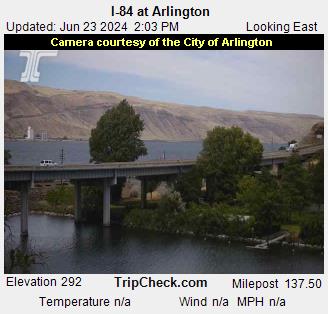 I-84 at Arlington
Updated: Jun 23 2024 2:03 PM Looking East
Camera courtesy of the City of Arlington
Elevation 292 TripCheck.com Milepost 137.50
Temperature n/a Wind n/a MPH n/a